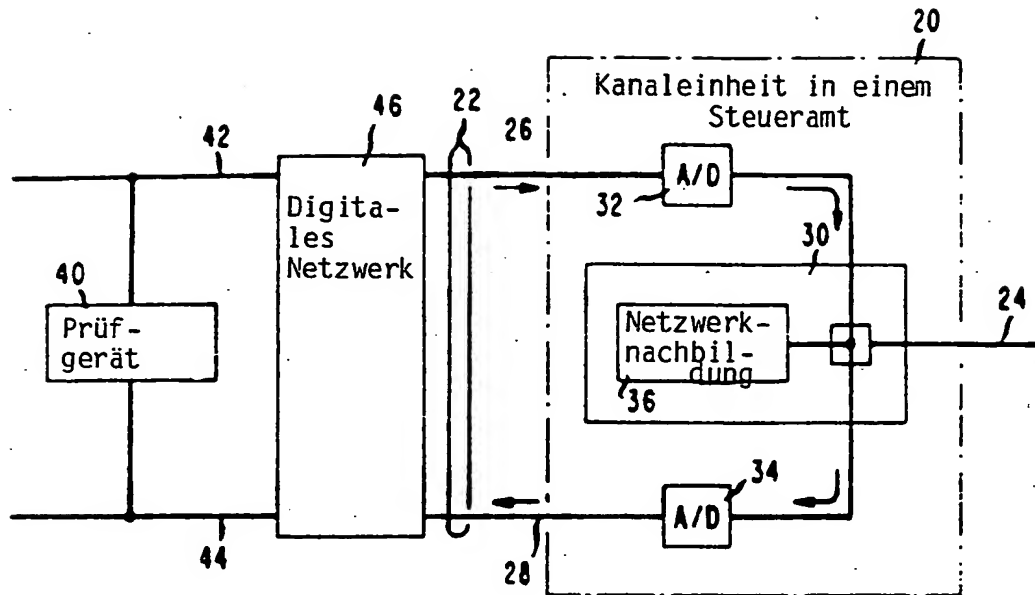 20
Kanaleinheit in einem
Steueramt
42
46
22
26
A/D
32
Digita-
les
Netzwerk
30
40
Prüf-
gerät
Netzwerk-
nachbil-
dung
36
24
34
A/D
44
28